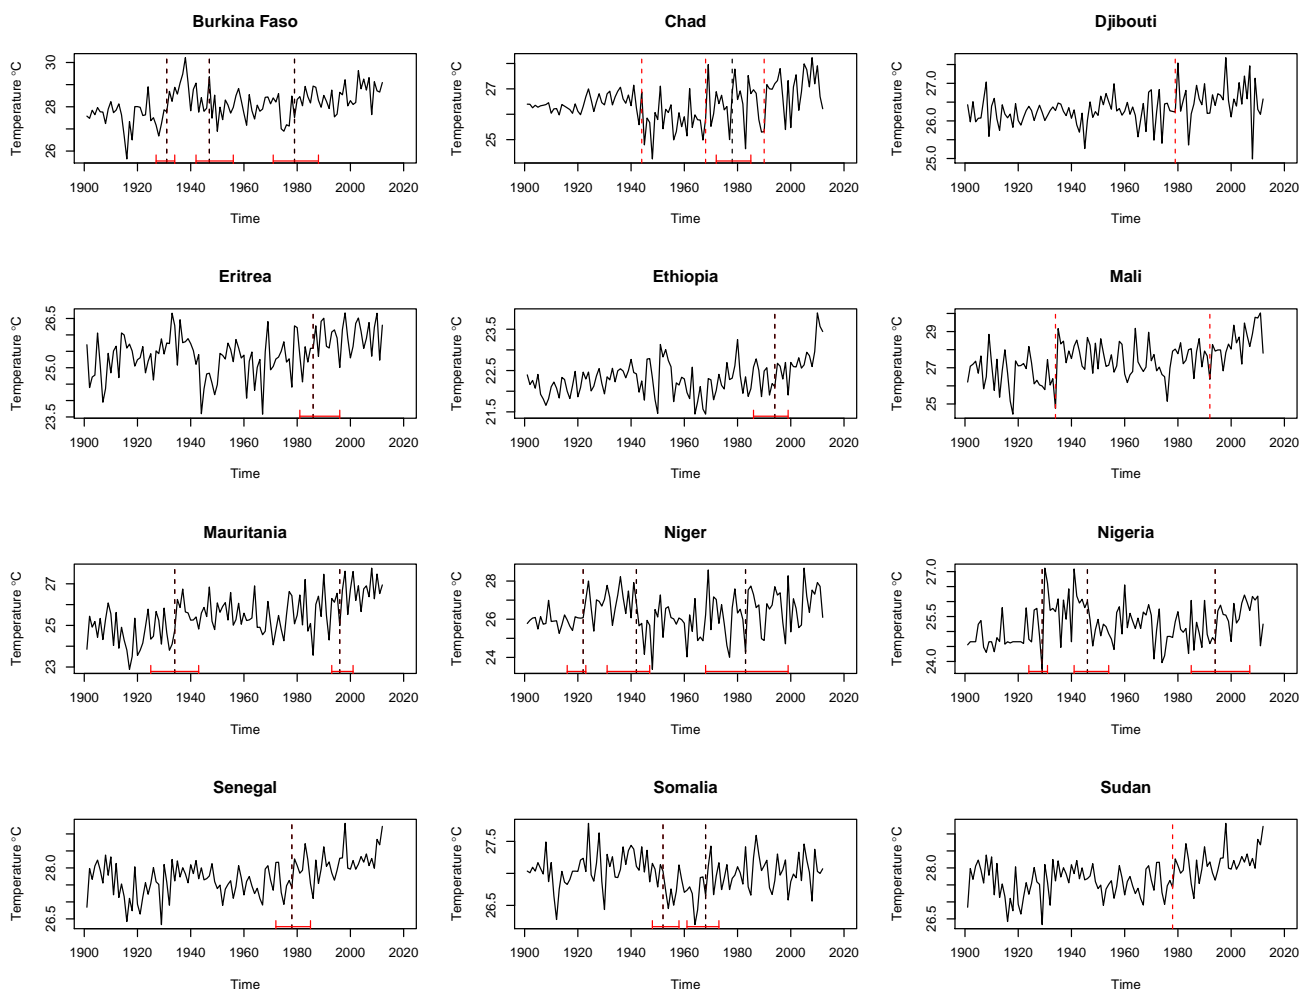 Burkina Faso
Temperature °C
26 27 28 30
1900 1920 1940 1960 1980 2000 2020
Time
Chad
Temperature °C
25 27
1900 1920 1940 1960 1980 2000 2020
Time
Djibouti
Temperature °C
25.0 26.0 27.0
1900 1920 1940 1960 1980 2000 2020
Time
Eritrea
Temperature °C
23.5 25.0 26.5
1900 1920 1940 1960 1980 2000 2020
Time
Ethiopia
Temperature °C
21.5 22.5 23.5
1900 1920 1940 1960 1980 2000 2020
Time
Mali
Temperature °C
25 27 29
1900 1920 1940 1960 1980 2000 2020
Time
Mauritania
Temperature °C
23 25 27
1900 1920 1940 1960 1980 2000 2020
Time
Niger
Temperature °C
24 26 28
1900 1920 1940 1960 1980 2000 2020
Time
Nigeria
Temperature °C
24.0 25.5 27.0
1900 1920 1940 1960 1980 2000 2020
Time
Senegal
Temperature °C
26.5 28.0
1900 1920 1940 1960 1980 2000 2020
Time
Somalia
Temperature °C
26.5 27.5
1900 1920 1940 1960 1980 2000 2020
Time
Sudan
Temperature °C
26.5 28.0
1900 1920 1940 1960 1980 2000 2020
Time